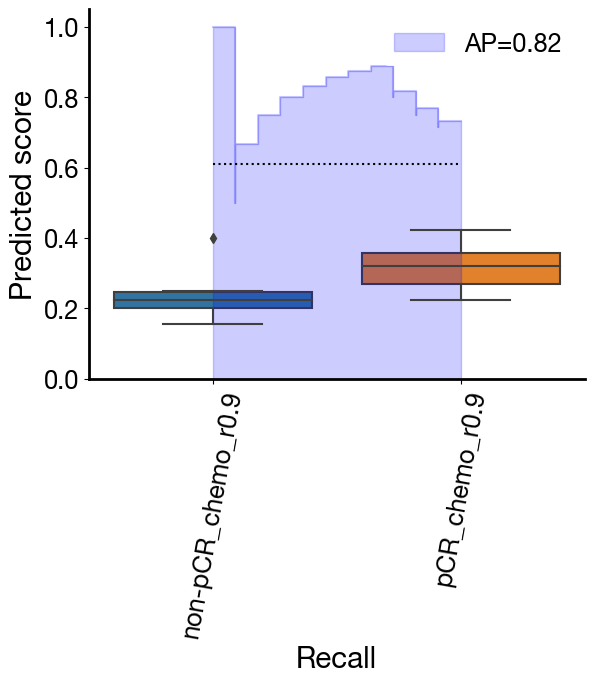 AP=0.82
Predicted score
1.0
0.8
0.6
0.4
0.2
0.0
non-pCR_chemo_r0.9
pCR_chemo_r0.9
Recall